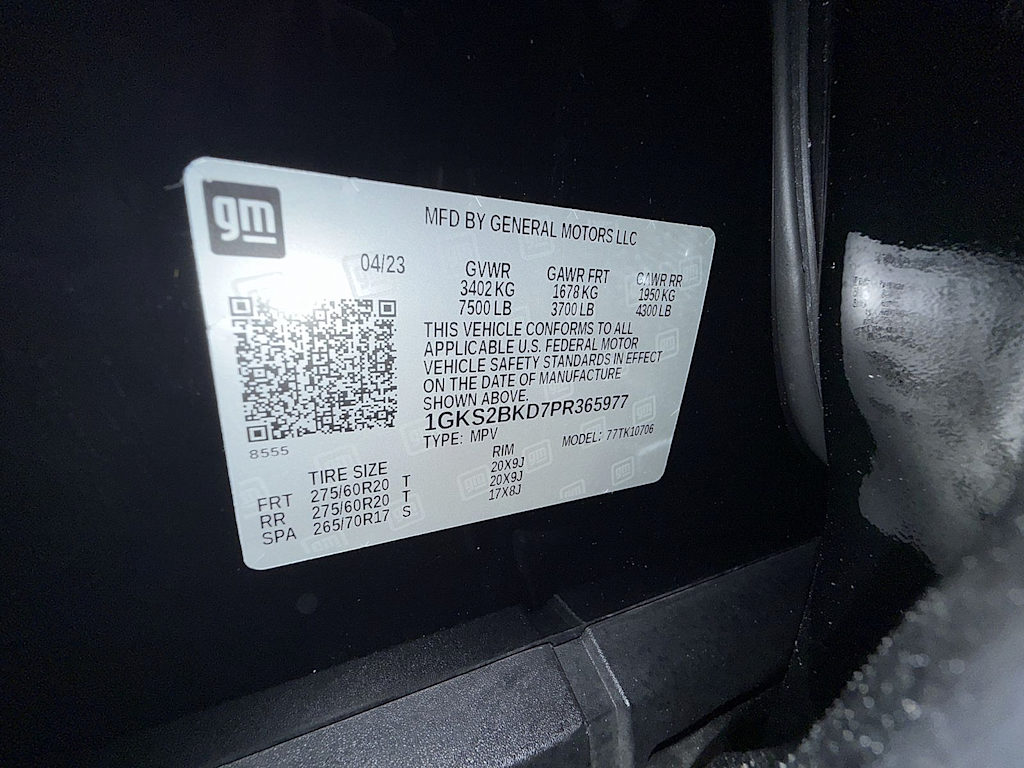 gm
MFD BY GENERAL MOTORS LLC
04/23
GVWR GAWR FRT GAWR RR
3402 KG 1678 KG 1950 KG
7500 LB 3700 LB 4300 LB
THIS VEHICLE CONFORMS TO ALL
APPLICABLE U.S. FEDERAL MOTOR
VEHICLE SAFETY STANDARDS IN EFFECT
ON THE DATE OF MANUFACTURE
SHOWN ABOVE.
1GKS2BKD7PR365977
TYPE: MPV MODEL: 77TK10706
8555
TIRE SIZE RIM
FRT 275/60R20 T 20X9J
RR 275/60R20 T 20X9J
SPA 265/70R17 S 17X8J